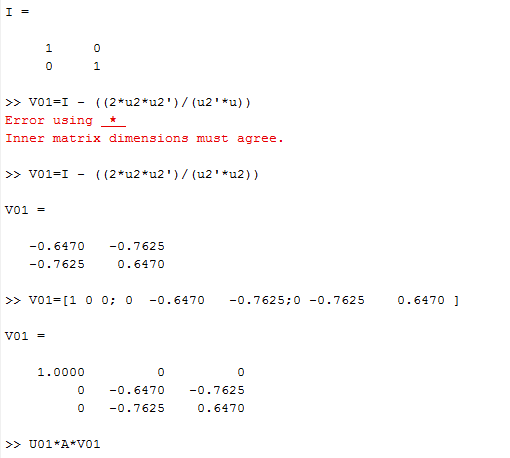 I =
1 0
0 1
>> V01=I - ((2*u2*u2')/(u2'*u))
Error using *
Inner matrix dimensions must agree.
>> V01=I - ((2*u2*u2')/(u2'*u2))
V01 =
-0.6470 -0.7625
-0.7625 0.6470
>> V01=[1 0 0; 0 -0.6470 -0.7625;0 -0.7625 0.6470 ]
V01 =
1.0000 0 0
0 -0.6470 -0.7625
0 -0.7625 0.6470
>> U01*A*V01